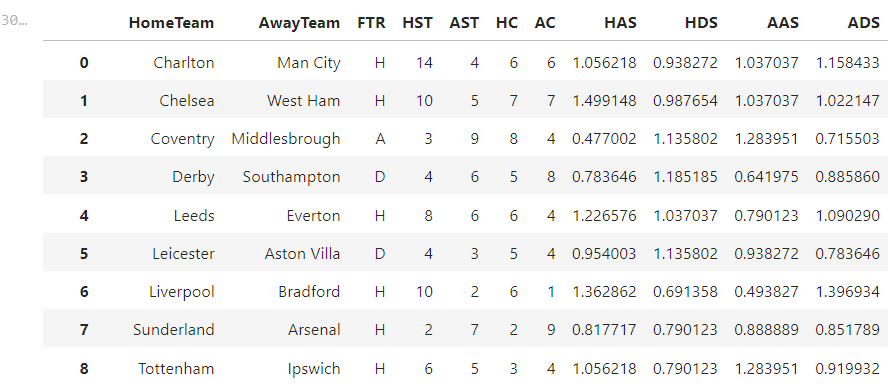 30...
HomeTeam AwayTeam FTR HST AST HC AC HAS HDS AAS ADS
0 Charlton Man City H 14 4 6 6 1.056218 0.938272 1.037037 1.158433
1 Chelsea West Ham H 10 5 7 7 1.499148 0.987654 1.037037 1.022147
2 Coventry Middlesbrough A 3 9 8 4 0.477002 1.135802 1.283951 0.715503
3 Derby Southampton D 4 6 5 8 0.783646 1.185185 0.641975 0.885860
4 Leeds Everton H 8 6 6 4 1.226576 1.037037 0.790123 1.090290
5 Leicester Aston Villa D 4 3 5 4 0.954003 1.135802 0.938272 0.783646
6 Liverpool Bradford H 10 2 6 1 1.362862 0.691358 0.493827 1.396934
7 Sunderland Arsenal H 2 7 2 9 0.817717 0.790123 0.888889 0.851789
8 Tottenham Ipswich H 6 5 3 4 1.056218 0.790123 1.283951 0.919932